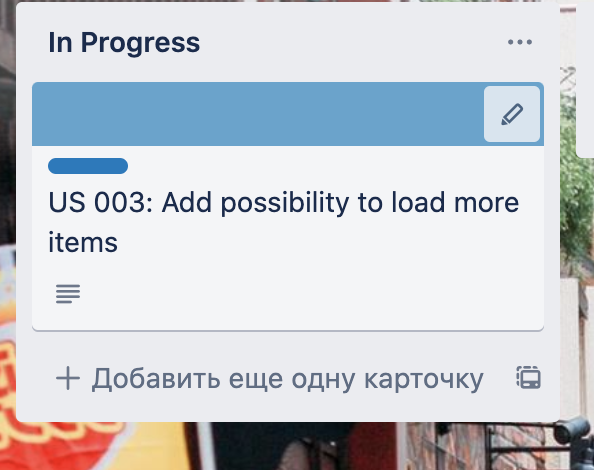 In Progress
US 003: Add possibility to load more
items
Добавить еще одну карточку